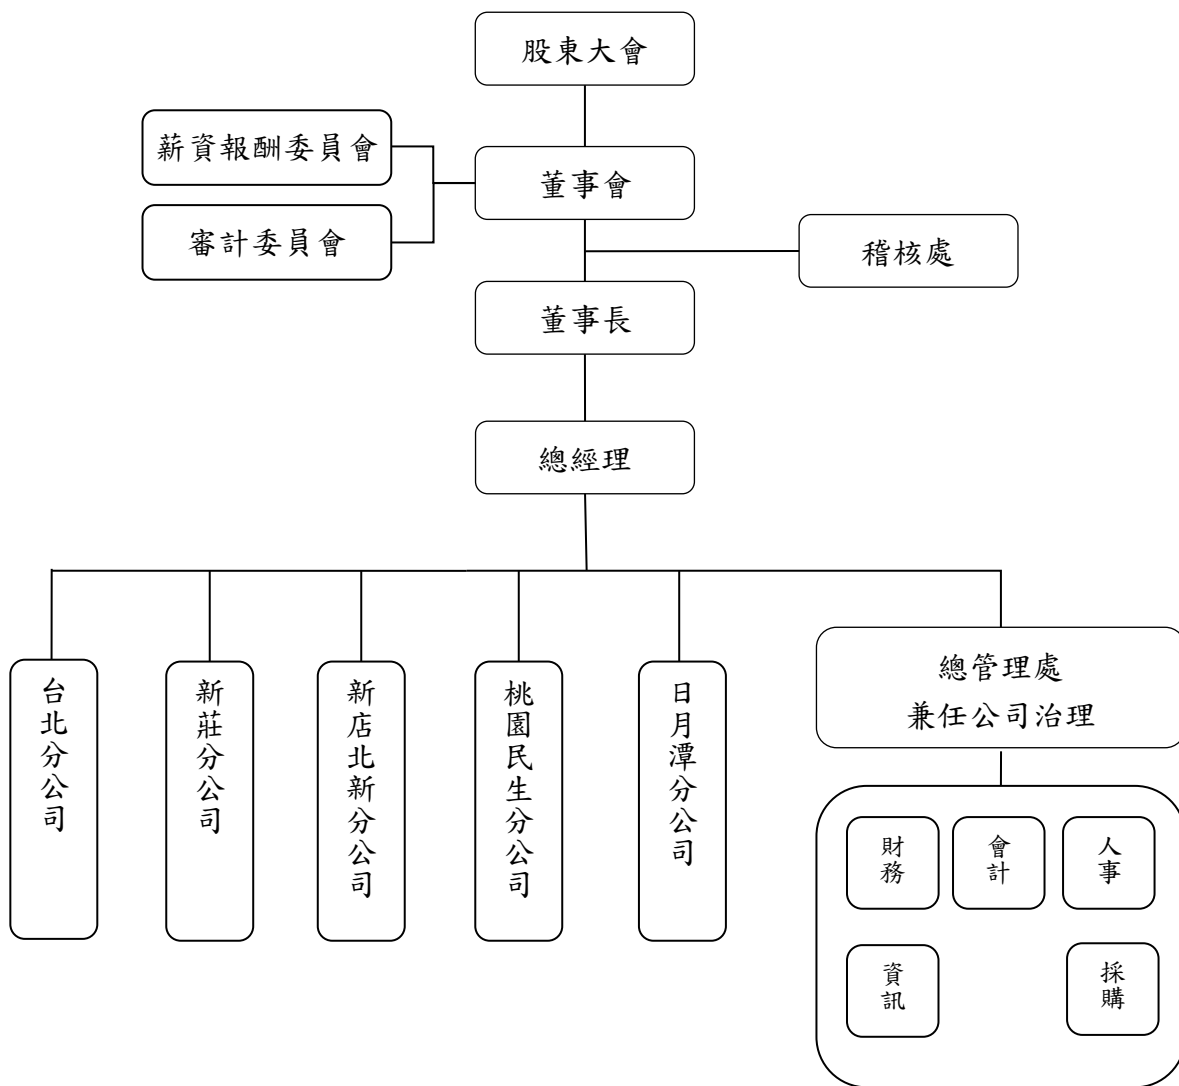 股東大會
薪資報酬委員會
董事會
審計委員會
稽核處
董事長
總經理
台北分公司
新莊分公司
新店北新分公司
桃園民生分公司
日月潭分公司
總管理處
兼任公司治理
財務
會計
人事
資訊
採購